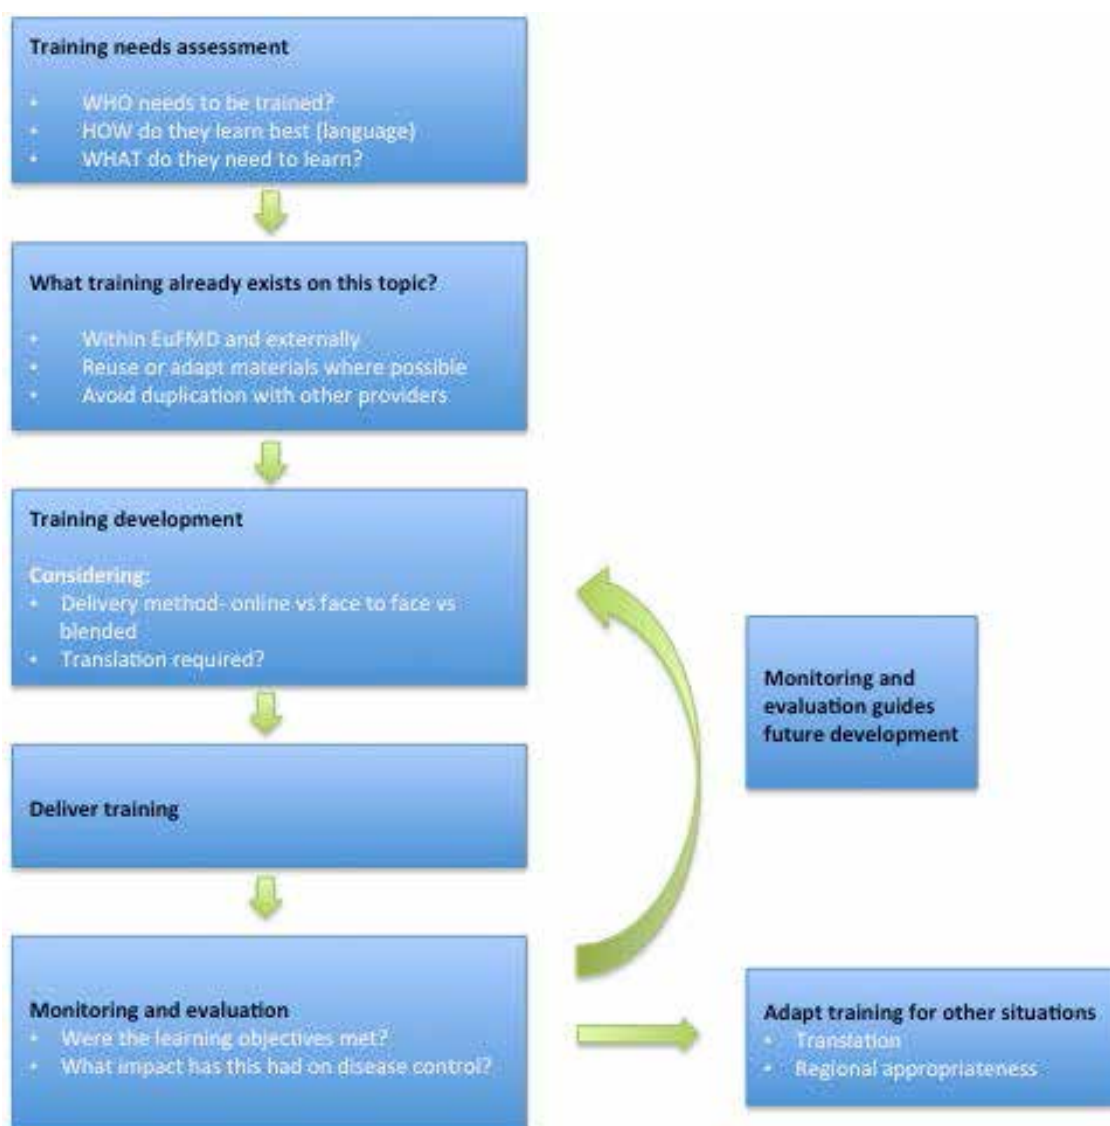 Training needs assessment
• WHO needs to be trained?
• HOW do they learn best (language)
• WHAT do they need to learn?
What training already exists on this topic?
• Within EuFMD and externally
• Reuse or adapt materials where possible
• Avoid duplication with other providers
Training development
Considering:
• Delivery method- online vs face to face vs
blended
• Translation required?
Deliver training
Monitoring and evaluation
• Were the learning objectives met?
• What impact has this had on disease control?
Monitoring and
evaluation guides
future development
Adapt training for other situations
• Translation
• Regional appropriateness